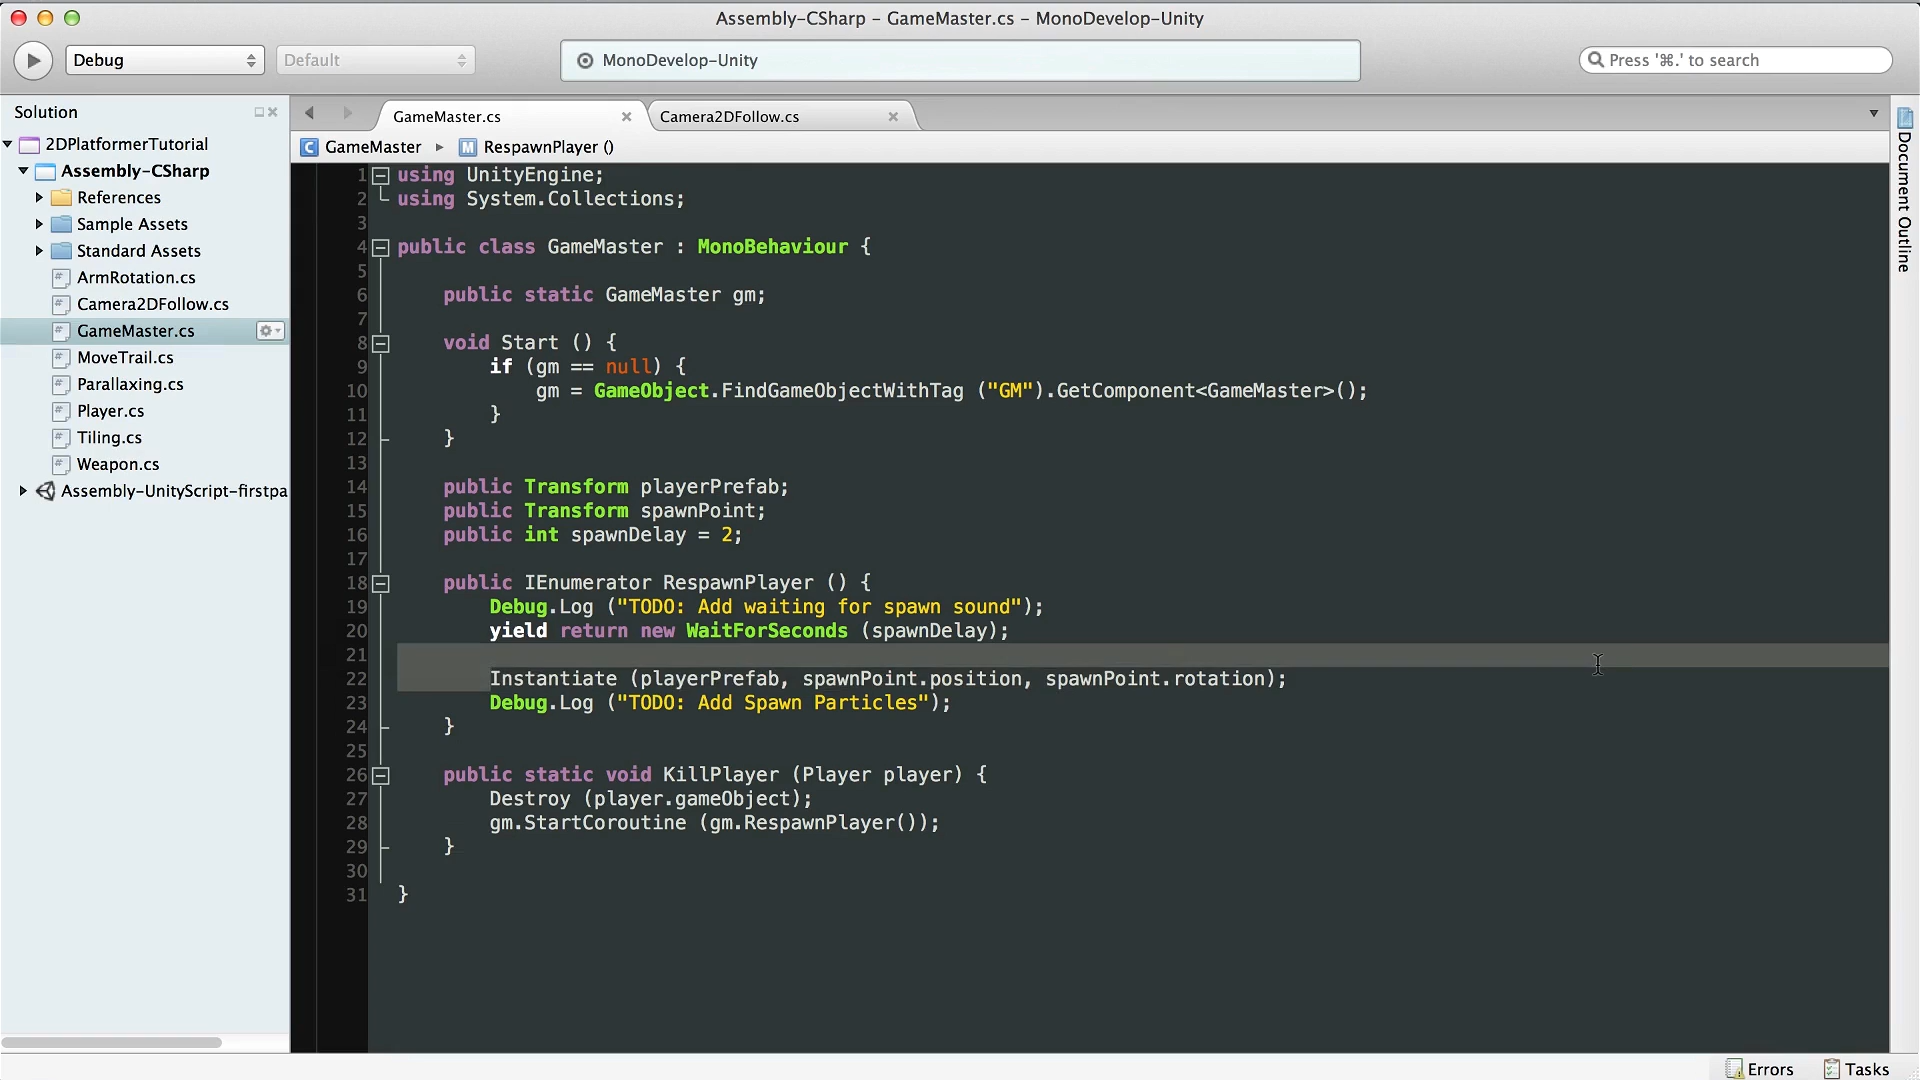 Assembly-CSharp – GameMaster.cs – MonoDevelop-Unity
Debug
Default
MonoDevelop-Unity
Press '⌘.' to search
Solution
2DPlatformerTutorial
Assembly-CSharp
References
Sample Assets
Standard Assets
ArmRotation.cs
Camera2DFollow.cs
GameMaster.cs
MoveTrail.cs
Parallaxing.cs
Player.cs
Tiling.cs
Weapon.cs
Assembly-UnityScript-firstpa
GameMaster.cs
Camera2DFollow.cs
C GameMaster ▸ M RespawnPlayer ()
1 using UnityEngine;
2 using System.Collections;
3
4 public class GameMaster : MonoBehaviour {
5
6 public static GameMaster gm;
7
8 void Start () {
9 if (gm == null) {
10 gm = GameObject.FindGameObjectWithTag ("GM").GetComponent<GameMaster>();
11 }
12 }
13
14 public Transform playerPrefab;
15 public Transform spawnPoint;
16 public int spawnDelay = 2;
17
18 public IEnumerator RespawnPlayer () {
19 Debug.Log ("TODO: Add waiting for spawn sound");
20 yield return new WaitForSeconds (spawnDelay);
21
22 Instantiate (playerPrefab, spawnPoint.position, spawnPoint.rotation);
23 Debug.Log ("TODO: Add Spawn Particles");
24 }
25
26 public static void KillPlayer (Player player) {
27 Destroy (player.gameObject);
28 gm.StartCoroutine (gm.RespawnPlayer());
29 }
30
31 }
Document Outline
Errors
Tasks